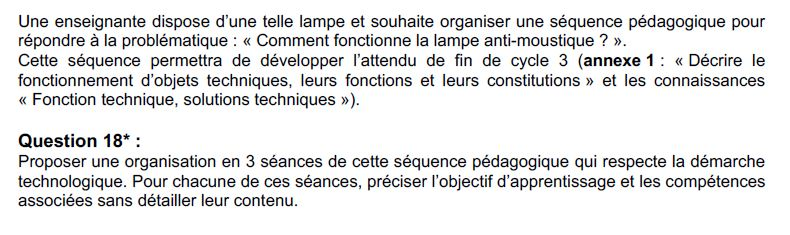 Une enseignante dispose d’une telle lampe et souhaite organiser une séquence pédagogique pour
répondre à la problématique : « Comment fonctionne la lampe anti-moustique ? ».
Cette séquence permettra de développer l’attendu de fin de cycle 3 (annexe 1 : « Décrire le
fonctionnement d’objets techniques, leurs fonctions et leurs constitutions » et les connaissances
« Fonction technique, solutions techniques »).
Question 18* :
Proposer une organisation en 3 séances de cette séquence pédagogique qui respecte la démarche
technologique. Pour chacune de ces séances, préciser l’objectif d’apprentissage et les compétences
associées sans détailler leur contenu.